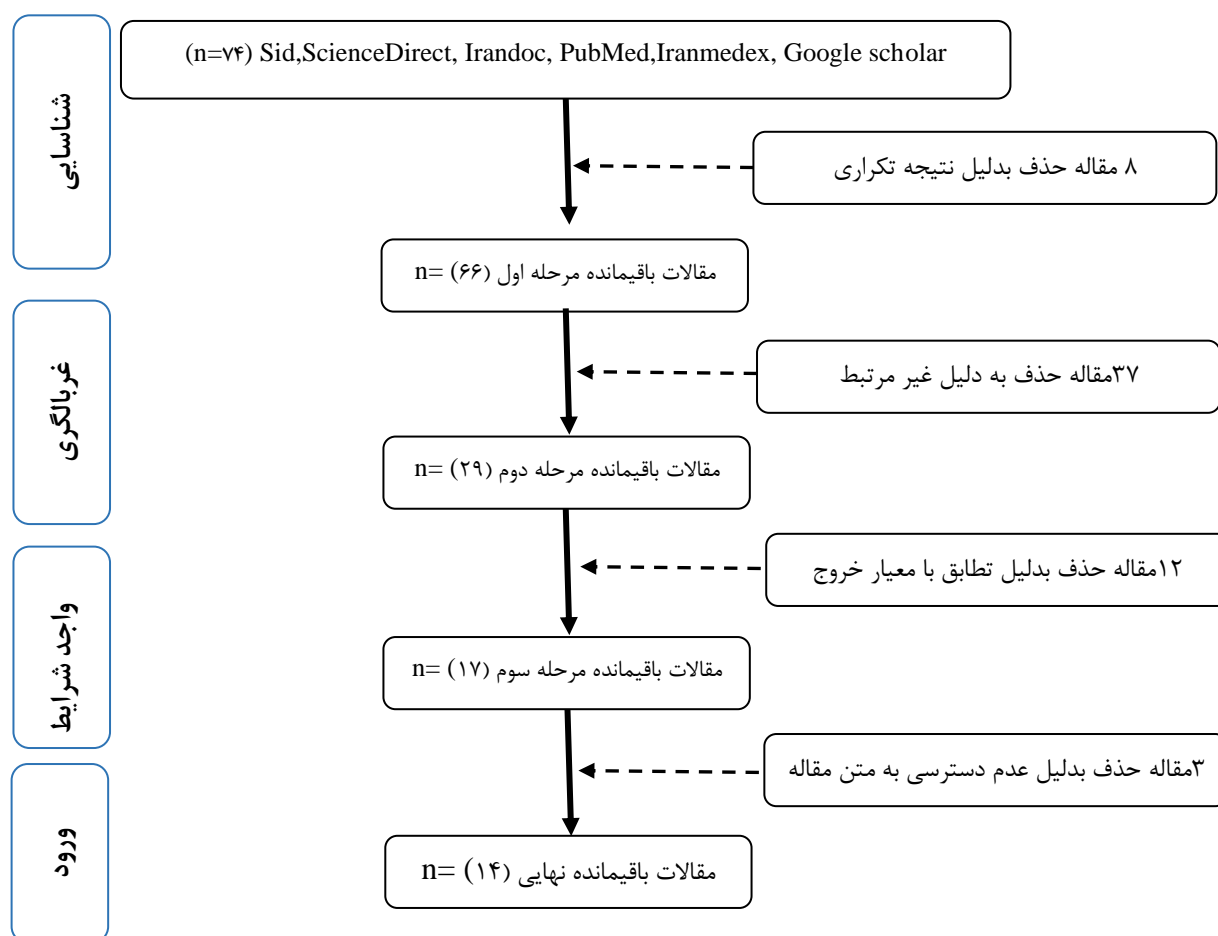 شناسایی
(n=۷۴) Sid,ScienceDirect, Irandoc, PubMed,Iranmedex, Google scholar
۸ مقاله حذف بدلیل نتیجه تکراری
مقالات باقیمانده مرحله اول (۶۶) =n
غربالگری
۳۷مقاله حذف به دلیل غیر مرتبط
مقالات باقیمانده مرحله دوم (۲۹) =n
واجد شرایط
۱۲مقاله حذف بدلیل تطابق با معیار خروج
مقالات باقیمانده مرحله سوم (۱۷) =n
ورود
۳مقاله حذف بدلیل عدم دسترسی به متن مقاله
مقالات باقیمانده نهایی (۱۴) =n